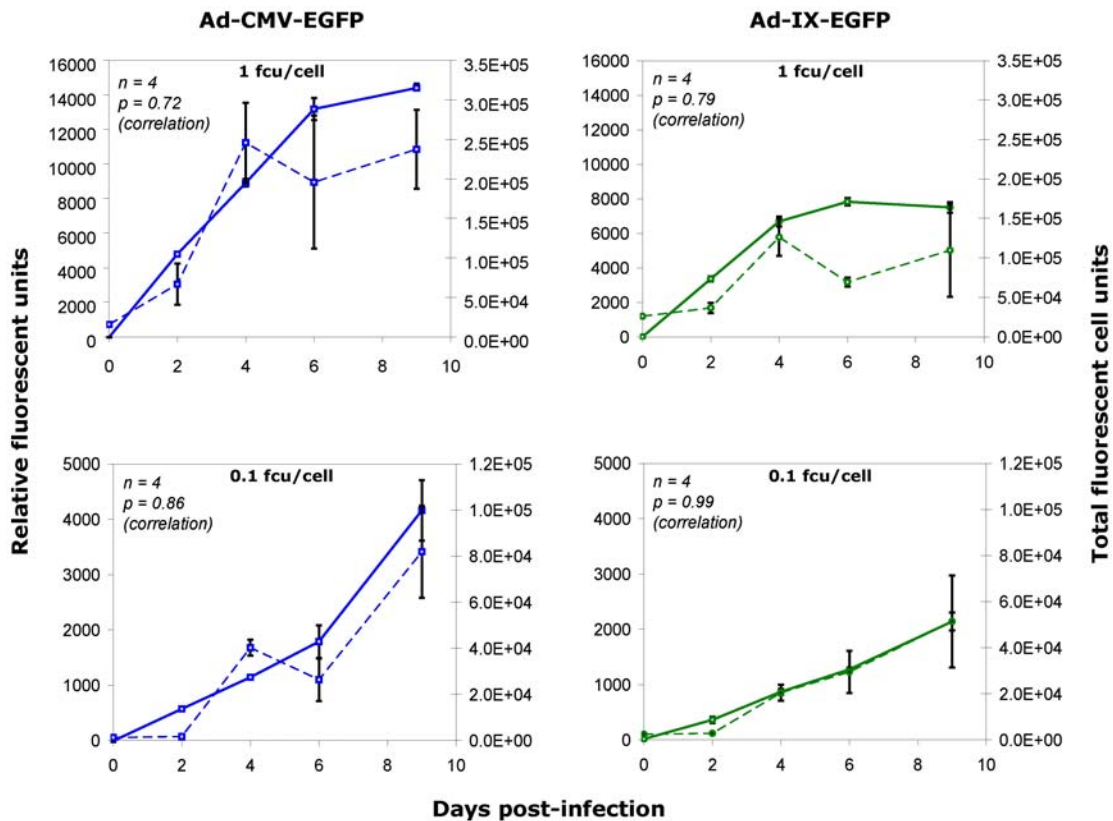 Ad-CMV-EGFP
Ad-IX-EGFP
Relative fluorescent units
Total fluorescent cell units
1 fcu/cell
n = 4
p = 0.72
(correlation)
16000
14000
12000
10000
8000
6000
4000
2000
0
3.5E+05
3.0E+05
2.5E+05
2.0E+05
1.5E+05
1.0E+05
5.0E+04
0.0E+00
0 2 4 6 8 10
1 fcu/cell
n = 4
p = 0.79
(correlation)
16000
14000
12000
10000
8000
6000
4000
2000
0
3.5E+05
3.0E+05
2.5E+05
2.0E+05
1.5E+05
1.0E+05
5.0E+04
0.0E+00
0 2 4 6 8 10
0.1 fcu/cell
n = 4
p = 0.86
(correlation)
5000
4000
3000
2000
1000
0
1.2E+05
1.0E+05
8.0E+04
6.0E+04
4.0E+04
2.0E+04
0.0E+00
0 2 4 6 8 10
0.1 fcu/cell
n = 4
p = 0.99
(correlation)
5000
4000
3000
2000
1000
0
1.2E+05
1.0E+05
8.0E+04
6.0E+04
4.0E+04
2.0E+04
0.0E+00
0 2 4 6 8 10
Days post-infection